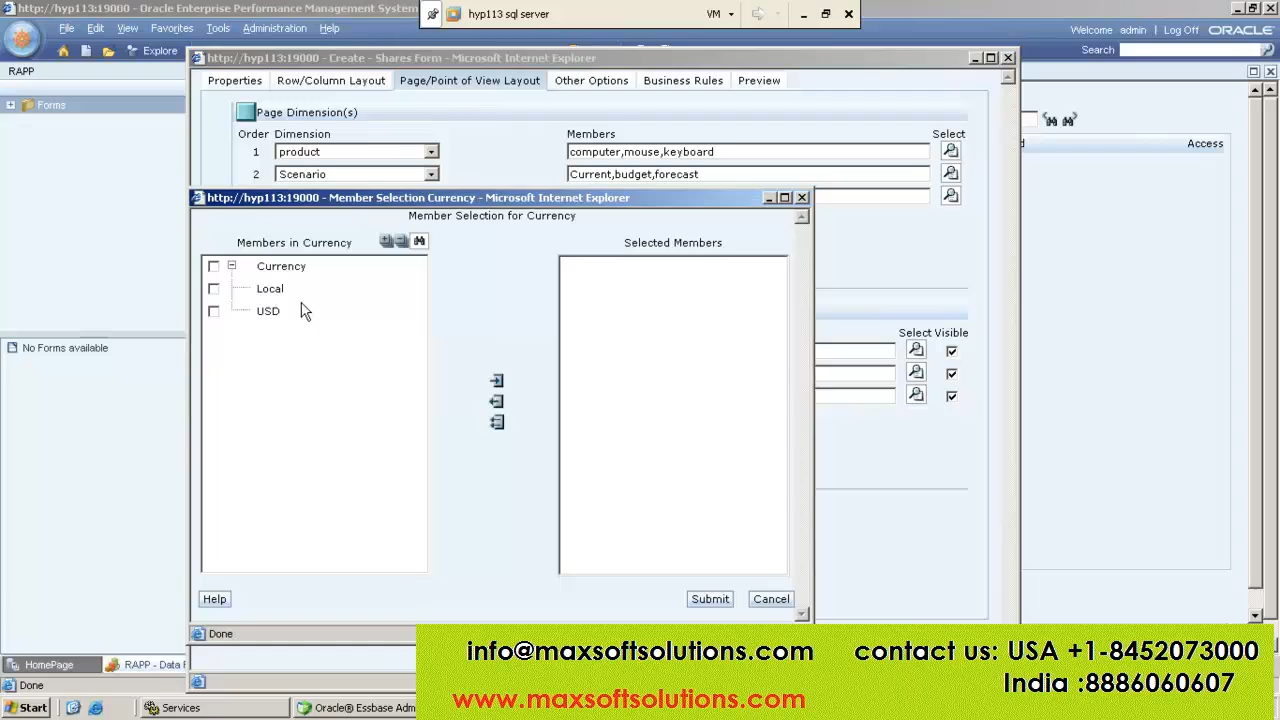 http://hyp113:19000 - Oracle Enterprise Performance Management System
hyp113 sql server
VM
File Edit View Favorites Tools Administration Help
Welcome admin Log Off ORACLE
Explore
Search
RAPP
http://hyp113:19000 - Create - Shares Form - Microsoft Internet Explorer
Properties Row/Column Layout Page/Point of View Layout Other Options Business Rules Preview
Forms
Page Dimension(s)
Order Dimension Members Select
Access
1 product computer,mouse,keyboard
2 Scenario Current,budget,forecast
http://hyp113:19000 - Member Selection Currency - Microsoft Internet Explorer
Member Selection for Currency
Members in Currency
Selected Members
Currency
Local
USD
Select Visible
No Forms available
Help
Submit Cancel
Done
info@maxsoftsolutions.com contact us: USA +1-8452073000
India :8886060607
www.maxsoftsolutions.com
HomePage RAPP - Data F
Done
Start Services Oracle® Essbase Adm